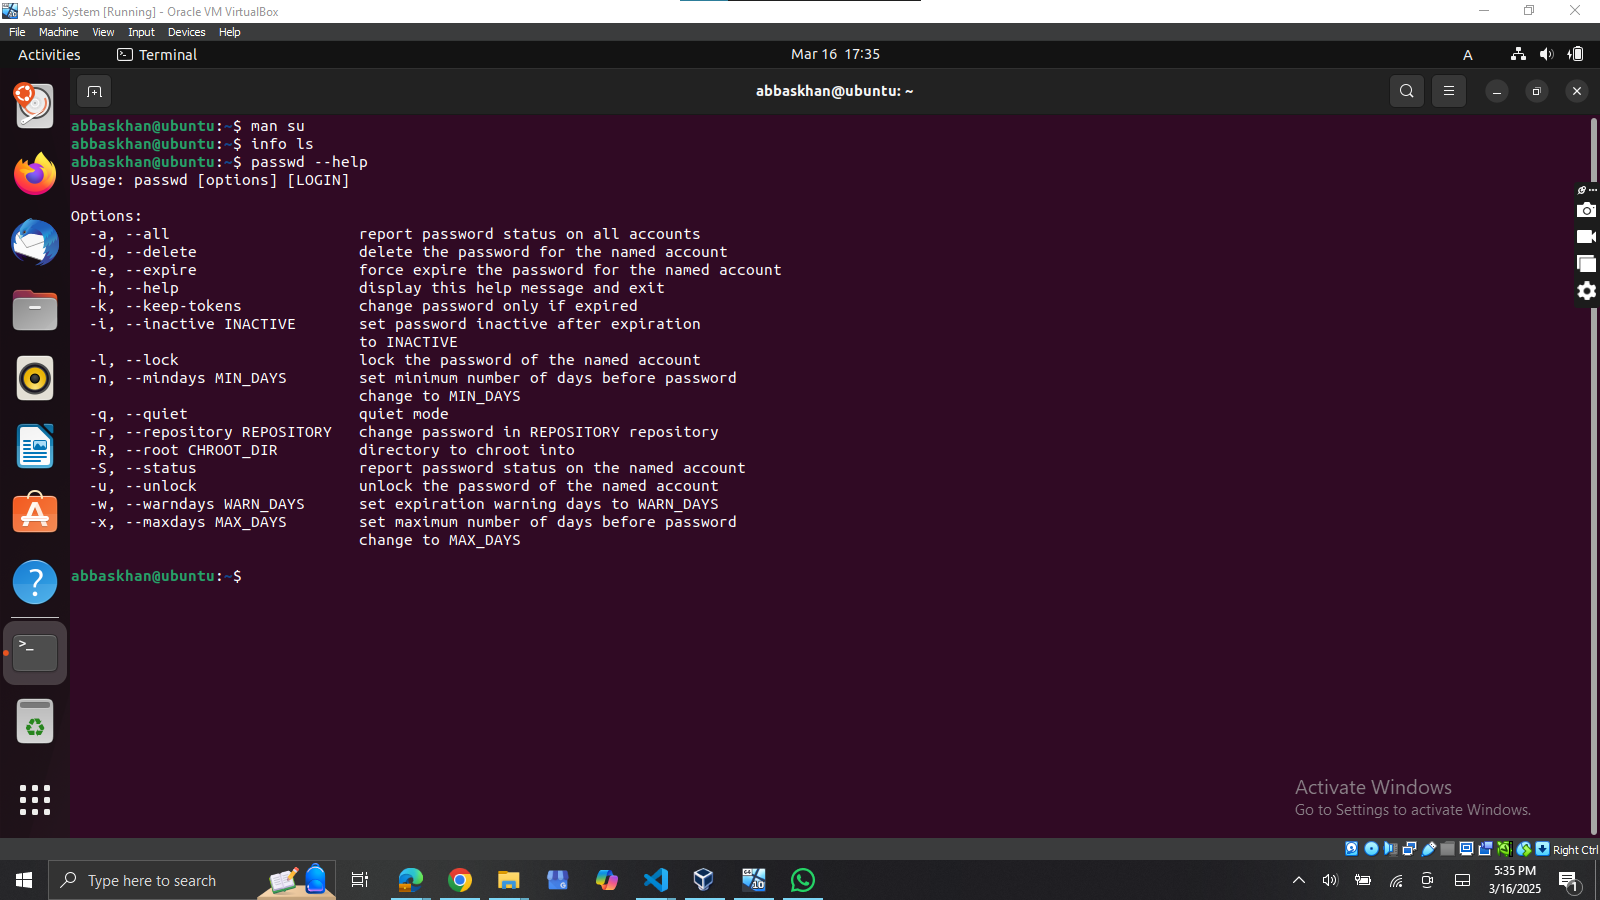 Abbas' System [Running] - Oracle VM VirtualBox
File Machine View Input Devices Help
Activities Terminal Mar 16 17:35 A
abbaskhan@ubuntu: ~
abbaskhan@ubuntu:~$ man su
abbaskhan@ubuntu:~$ info ls
abbaskhan@ubuntu:~$ passwd --help
Usage: passwd [options] [LOGIN]
Options:
-a, --all report password status on all accounts
-d, --delete delete the password for the named account
-e, --expire force expire the password for the named account
-h, --help display this help message and exit
-k, --keep-tokens change password only if expired
-i, --inactive INACTIVE set password inactive after expiration
to INACTIVE
-l, --lock lock the password of the named account
-n, --mindays MIN_DAYS set minimum number of days before password
change to MIN_DAYS
-q, --quiet quiet mode
-r, --repository REPOSITORY change password in REPOSITORY repository
-R, --root CHROOT_DIR directory to chroot into
-S, --status report password status on the named account
-u, --unlock unlock the password of the named account
-w, --warndays WARN_DAYS set expiration warning days to WARN_DAYS
-x, --maxdays MAX_DAYS set maximum number of days before password
change to MAX_DAYS
abbaskhan@ubuntu:~$
Activate Windows
Go to Settings to activate Windows.
Right Ctrl
Type here to search
5:35 PM
3/16/2025
1